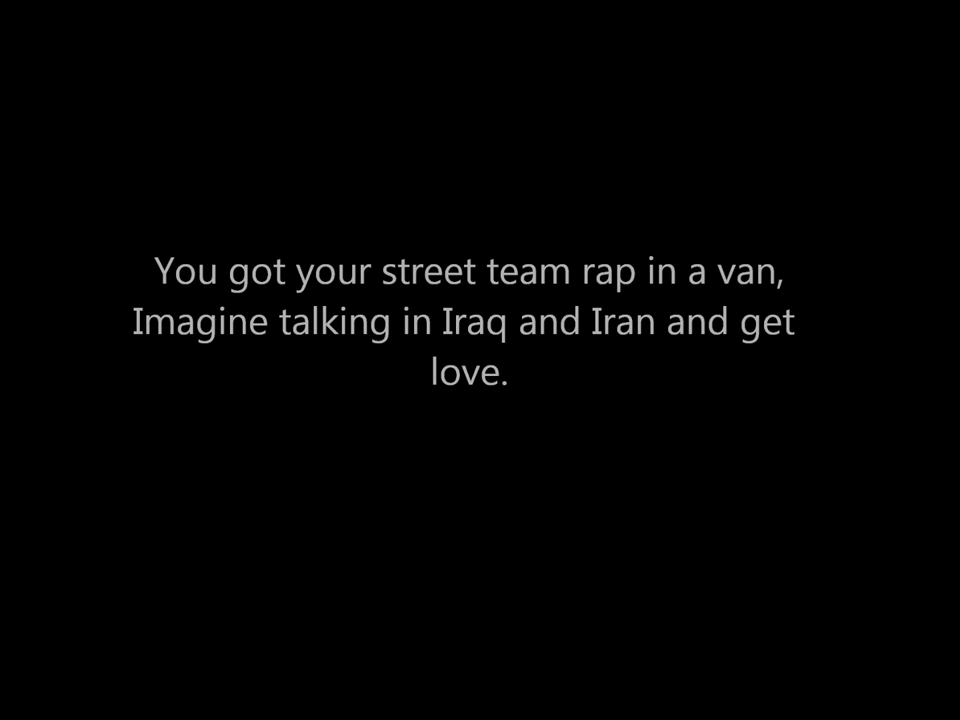 You got your street team rap in a van,
Imagine talking in Iraq and Iran and get
love.